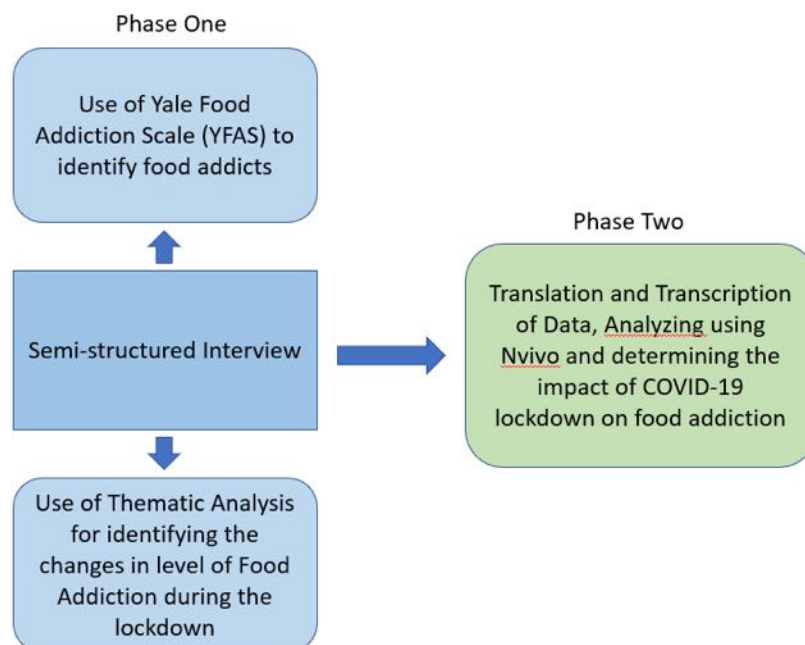 Phase One
Use of Yale Food
Addiction Scale (YFAS) to
identify food addicts
Semi-structured Interview
Use of Thematic Analysis
for identifying the
changes in level of Food
Addiction during the
lockdown
Phase Two
Translation and Transcription
of Data, Analyzing using
Nvivo and determining the
impact of COVID-19
lockdown on food addiction